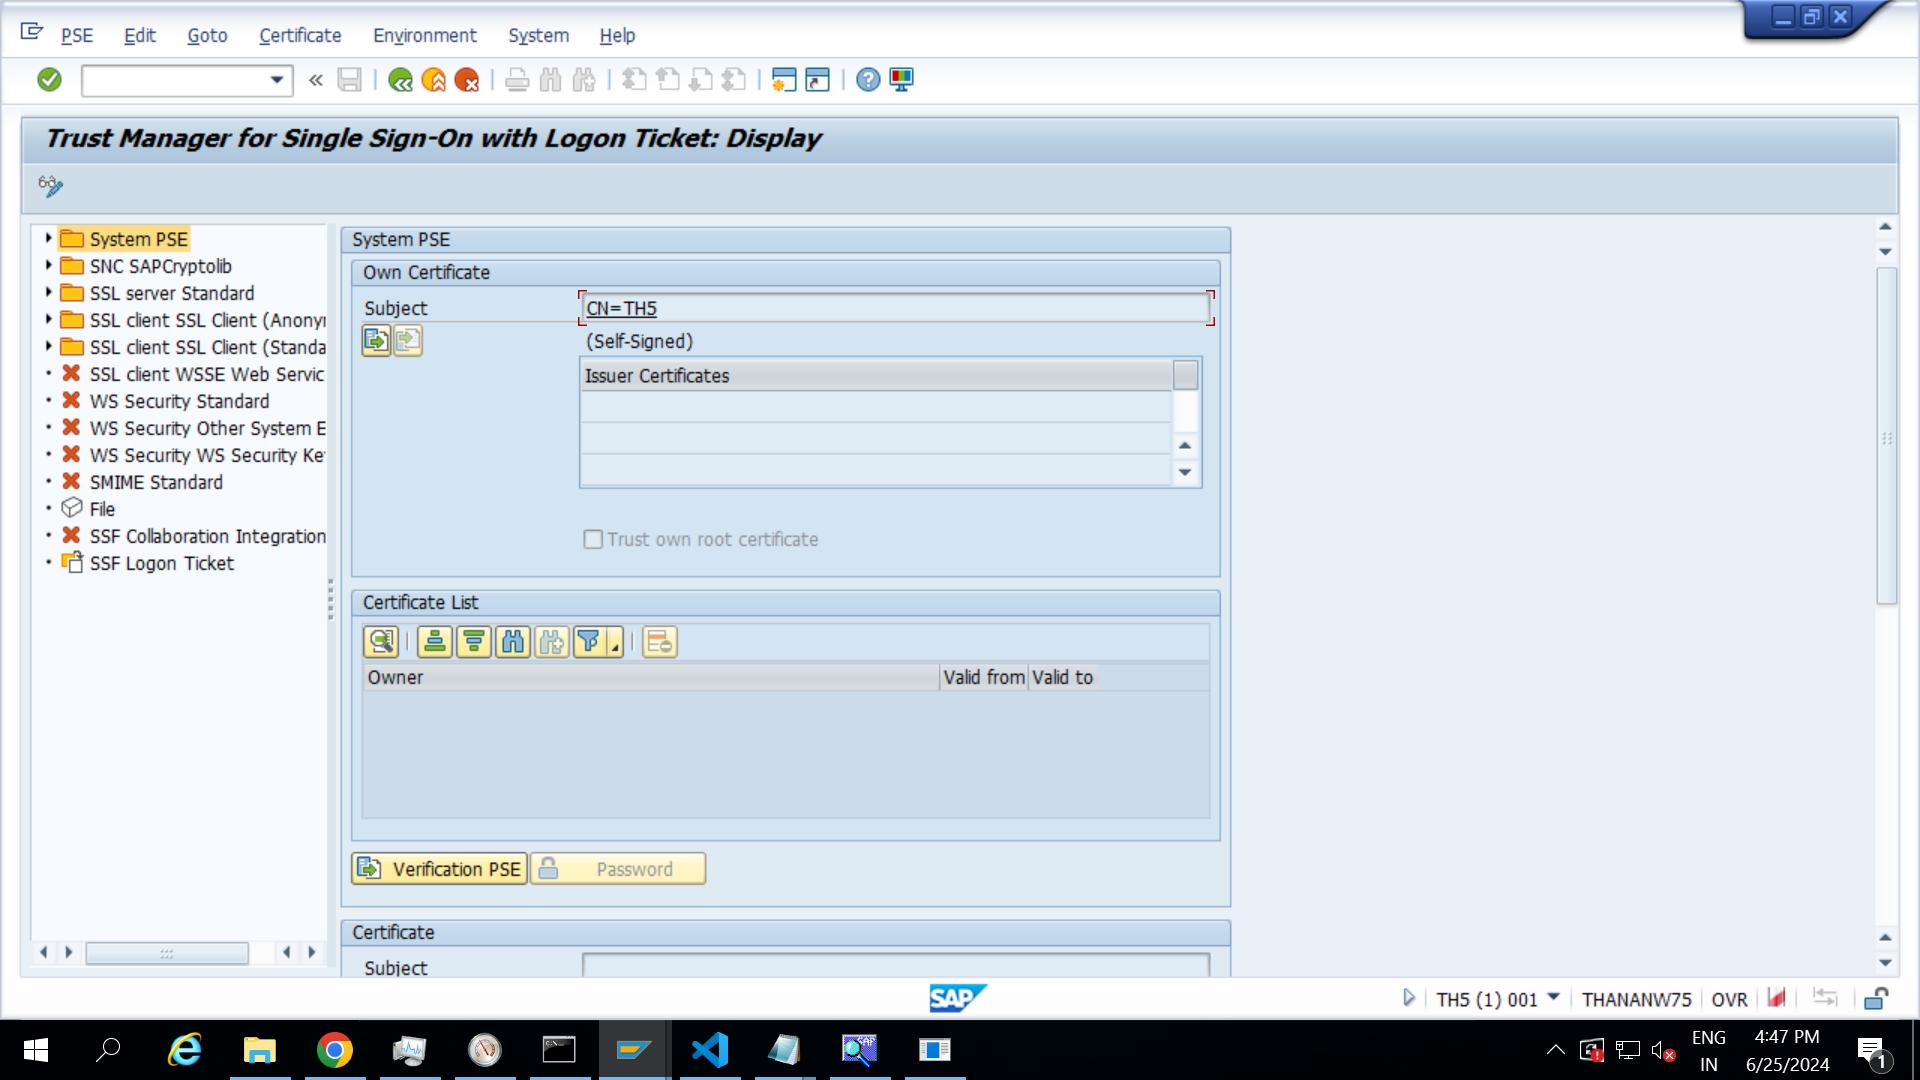 PSE Edit Goto Certificate Environment System Help
Trust Manager for Single Sign-On with Logon Ticket: Display
System PSE
SNC SAPCryptolib
SSL server Standard
SSL client SSL Client (Anony
SSL client SSL Client (Standa
SSL client WSSE Web Servic
WS Security Standard
WS Security Other System E
WS Security WS Security Ke
SMIME Standard
File
SSF Collaboration Integration
SSF Logon Ticket
System PSE
Own Certificate
Subject CN=TH5
(Self-Signed)
Issuer Certificates
Trust own root certificate
Certificate List
Owner Valid from Valid to
Verification PSE Password
Certificate
Subject
SAP TH5 (1) 001 THANANW75 OVR
ENG 4:47 PM
IN 6/25/2024 1